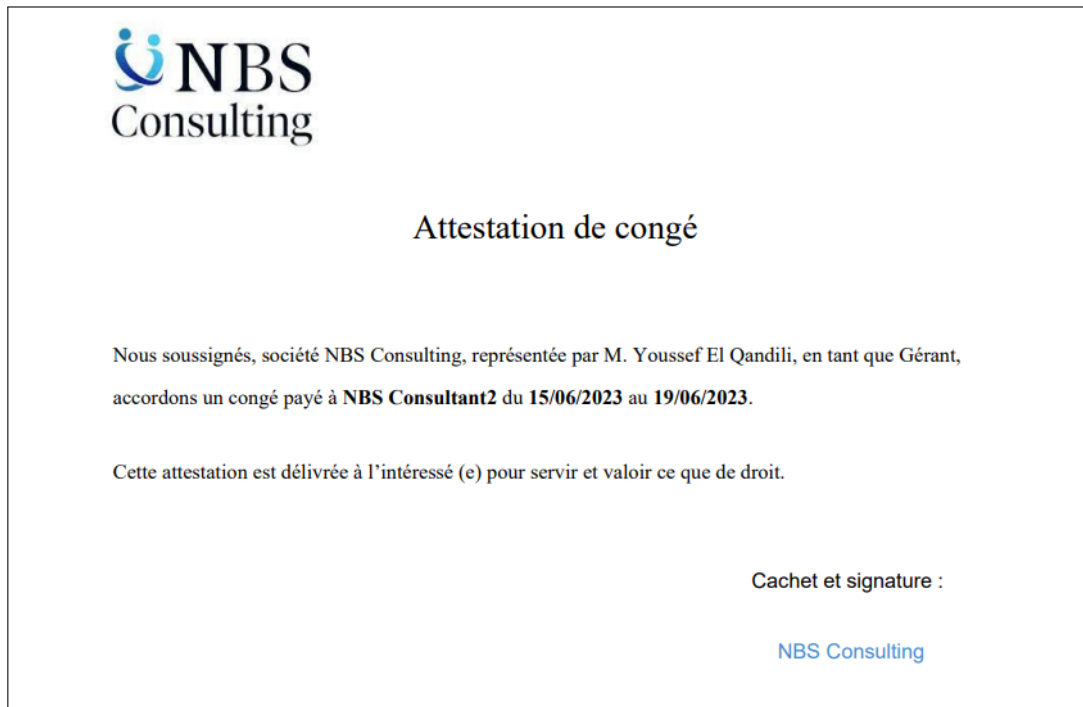 NBS
Consulting
Attestation de congé
Nous soussignés, société NBS Consulting, représentée par M. Youssef El Qandili, en tant que Gérant,
accordons un congé payé à NBS Consultant2 du 15/06/2023 au 19/06/2023.
Cette attestation est délivrée à l’intéressé (e) pour servir et valoir ce que de droit.
Cachet et signature :
NBS Consulting